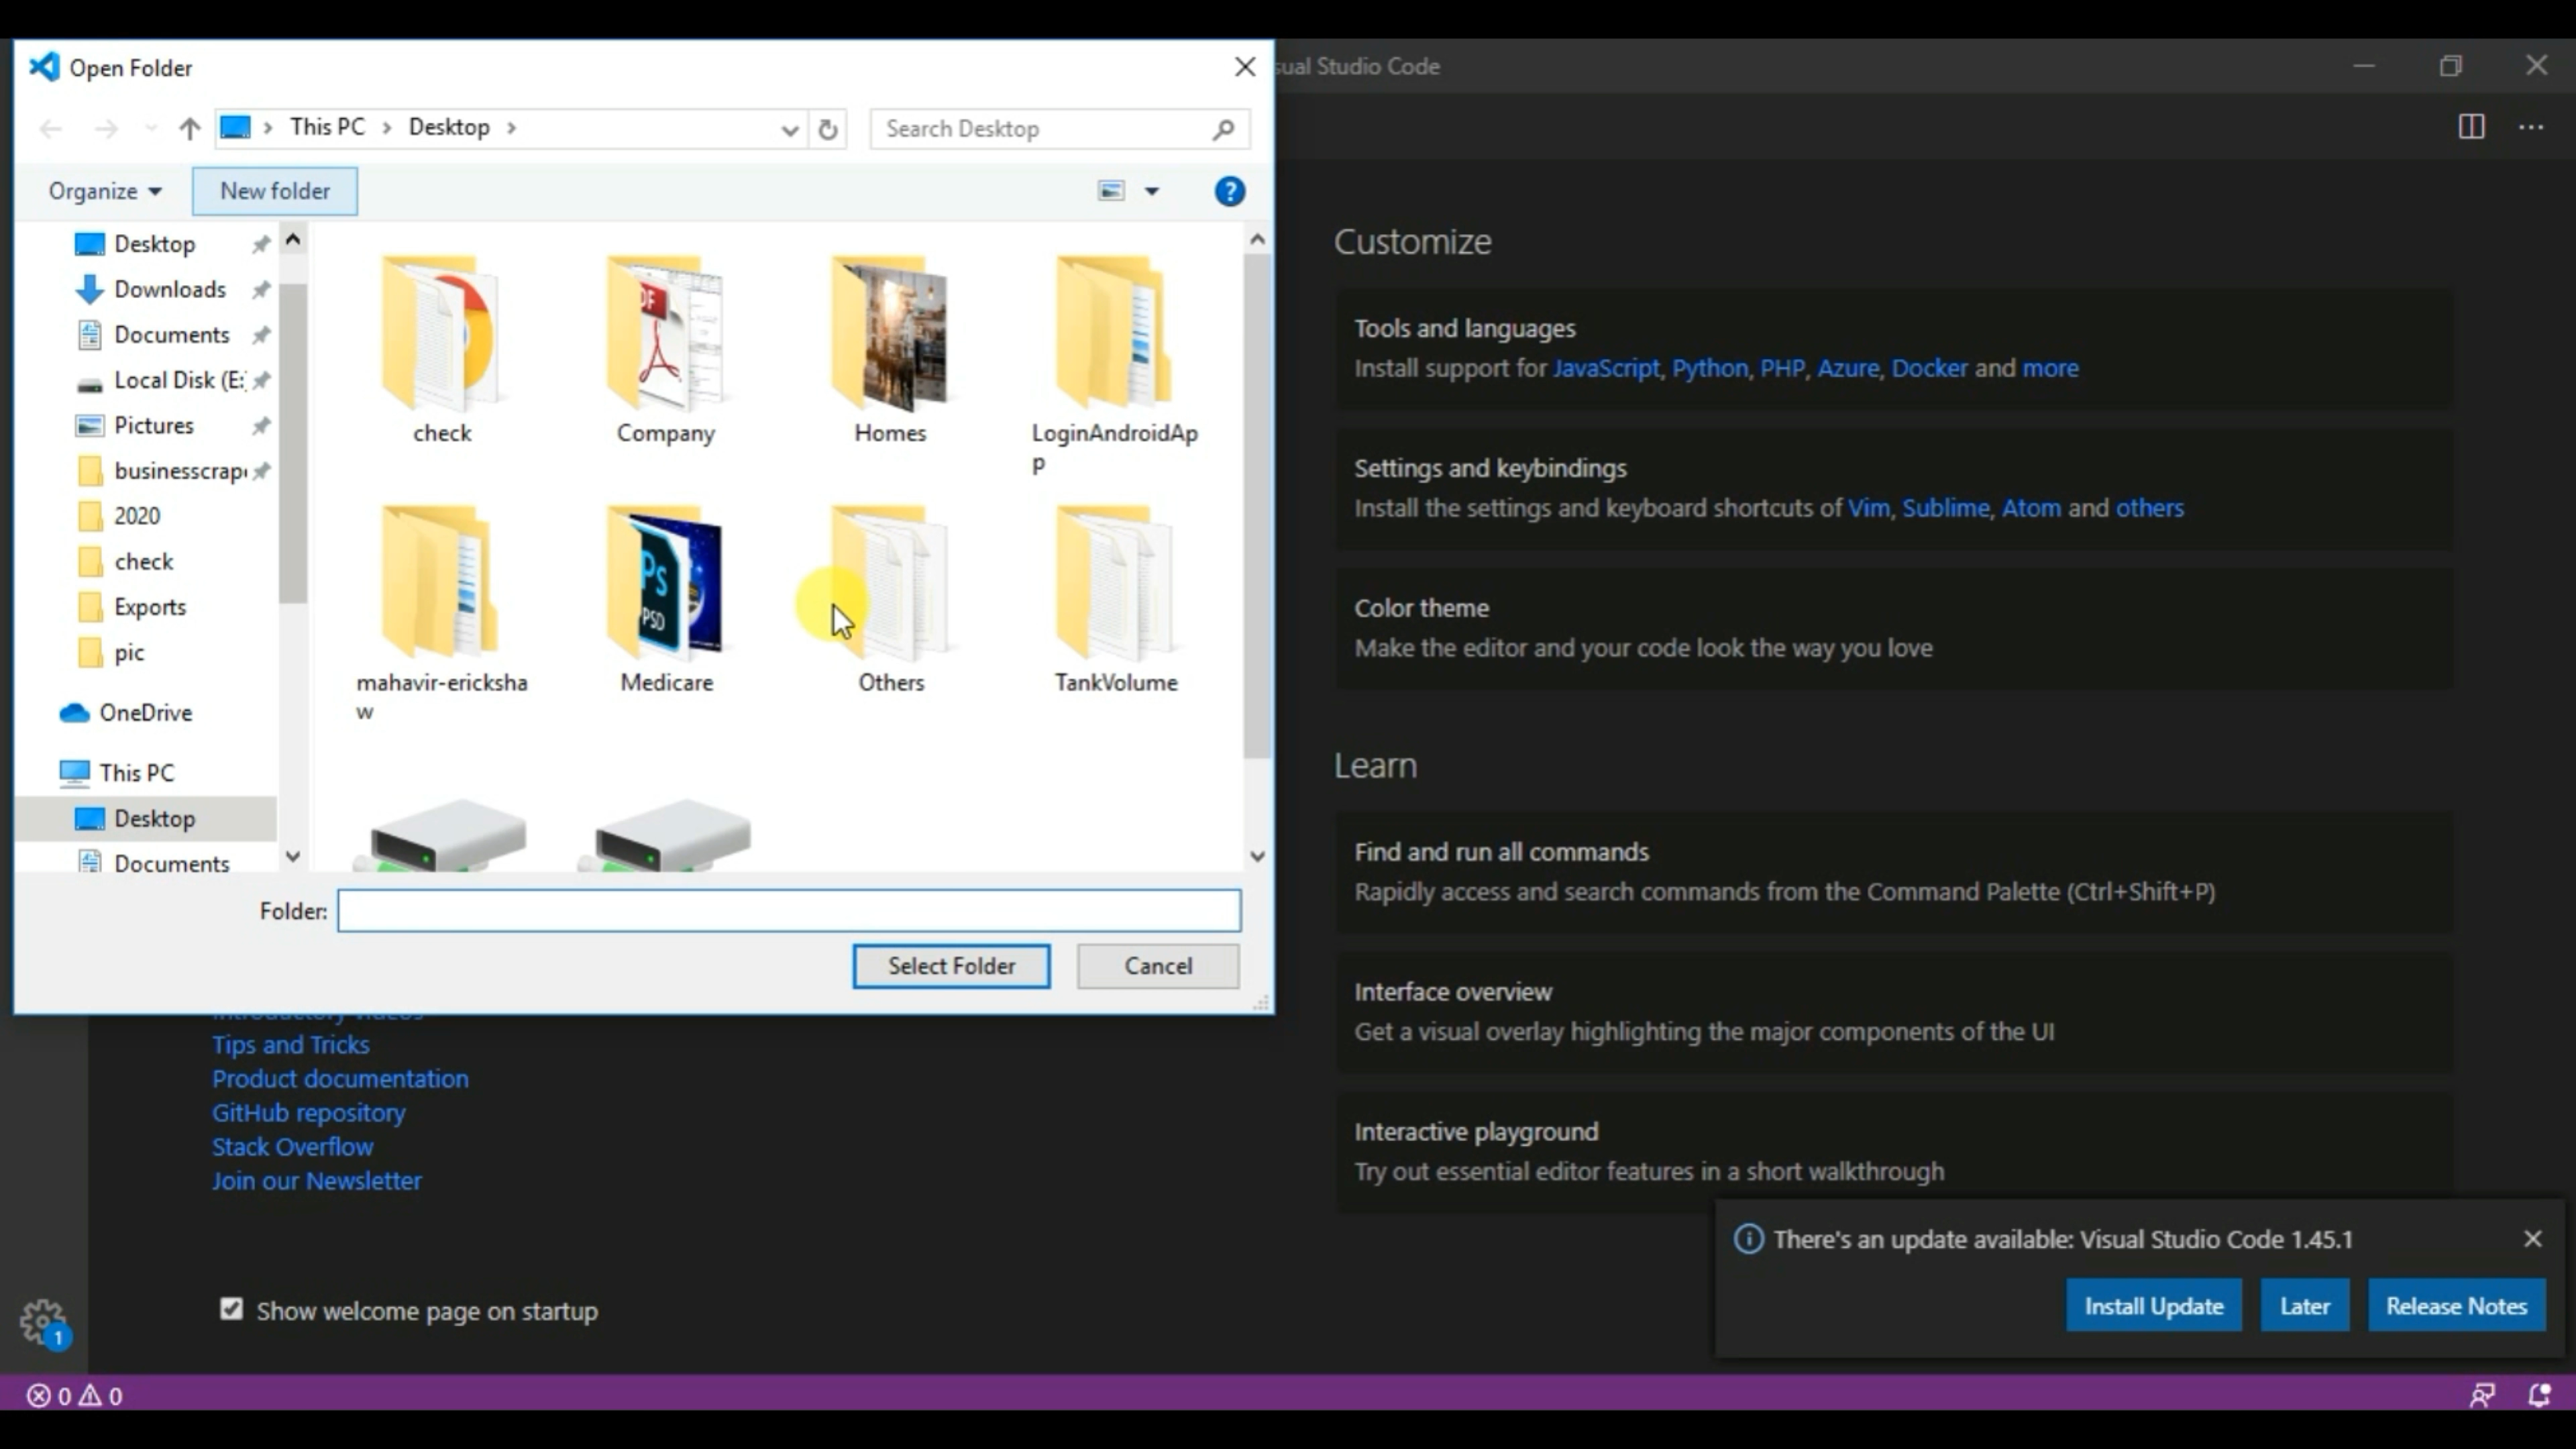 Open Folder
sual Studio Code
This PC
Desktop
Search Desktop
Organize
New folder
Desktop
Downloads
Documents
Local Disk (E:
Pictures
businesscrap
2020
check
Exports
pic
OneDrive
This PC
Desktop
Documents
check
Company
Homes
LoginAndroidAp
p
mahavir-ericksha
w
Medicare
Others
TankVolume
Folder:
Select Folder
Cancel
Customize
Tools and languages
Install support for JavaScript, Python, PHP, Azure, Docker and more
Settings and keybindings
Install the settings and keyboard shortcuts of Vim, Sublime, Atom and others
Color theme
Make the editor and your code look the way you love
Learn
Find and run all commands
Rapidly access and search commands from the Command Palette (Ctrl+Shift+P)
Interface overview
Get a visual overlay highlighting the major components of the UI
Interactive playground
Try out essential editor features in a short walkthrough
Tips and Tricks
Product documentation
GitHub repository
Stack Overflow
Join our Newsletter
Show welcome page on startup
There's an update available: Visual Studio Code 1.45.1
Install Update
Later
Release Notes
1
0
0